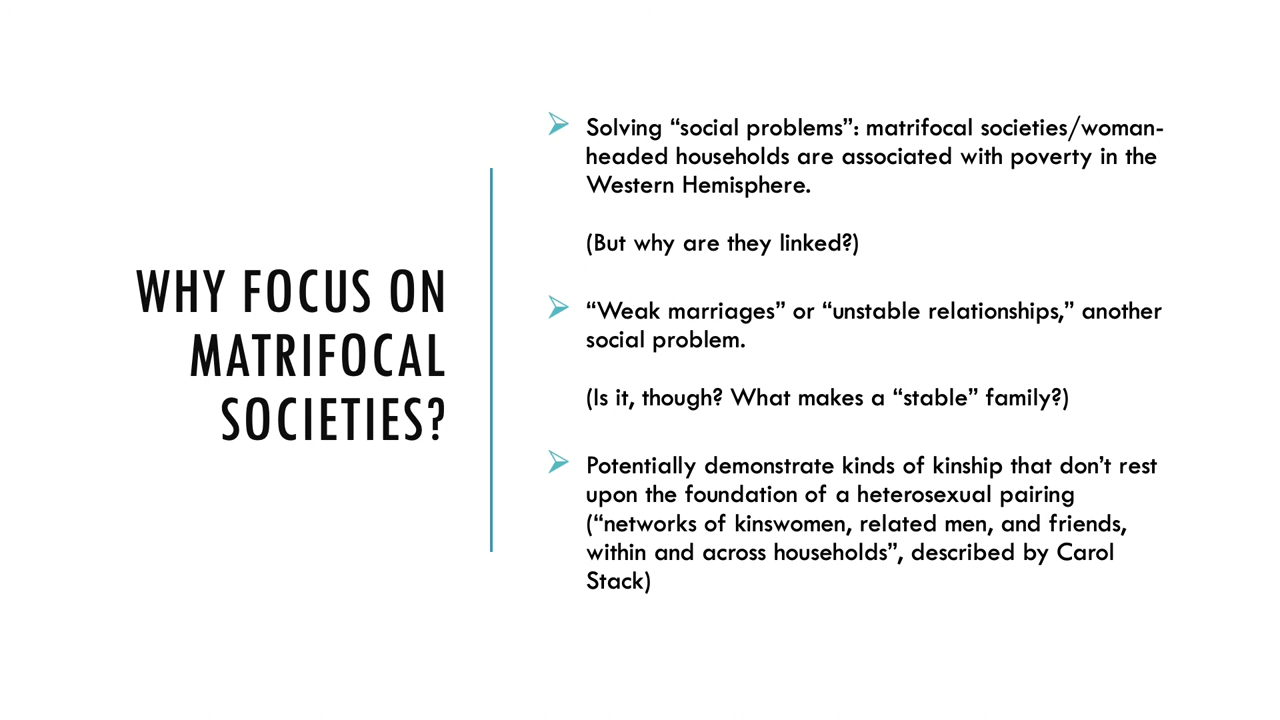 WHY FOCUS ON
MATRIFOCAL
SOCIETIES?
Solving “social problems”: matrifocal societies/woman-
headed households are associated with poverty in the
Western Hemisphere.
(But why are they linked?)
“Weak marriages” or “unstable relationships,” another
social problem.
(Is it, though? What makes a “stable” family?)
Potentially demonstrate kinds of kinship that don’t rest
upon the foundation of a heterosexual pairing
(“networks of kinswomen, related men, and friends,
within and across households”, described by Carol
Stack)